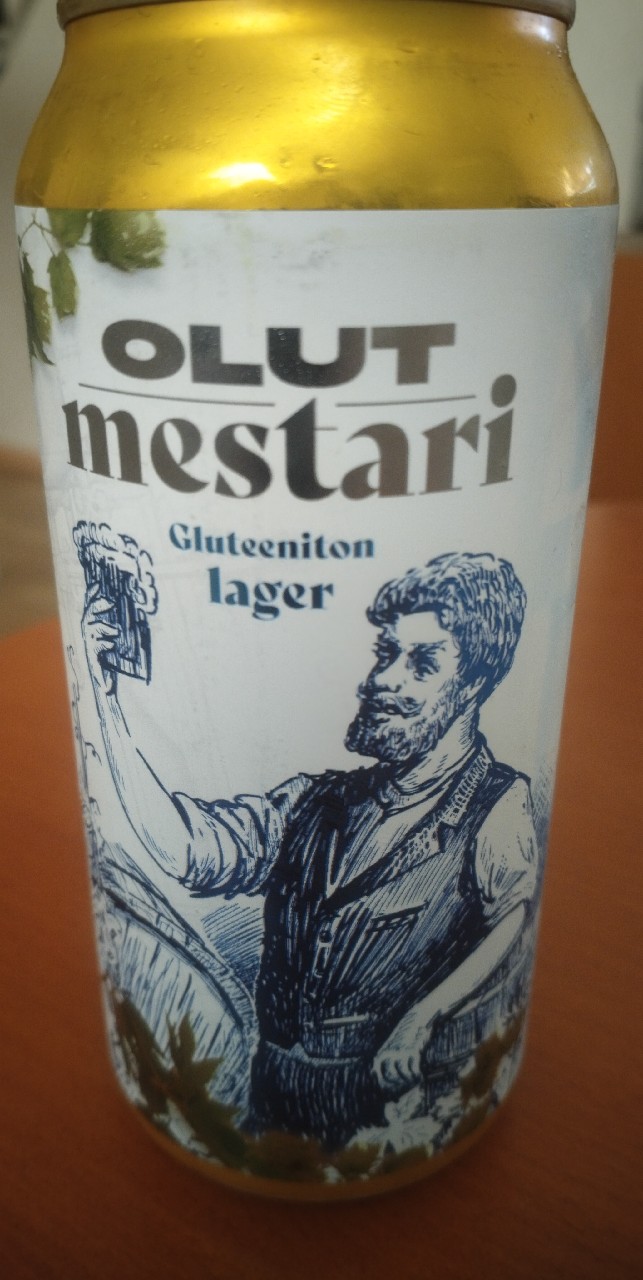 OLUT
mestari
Gluteeniton
lager